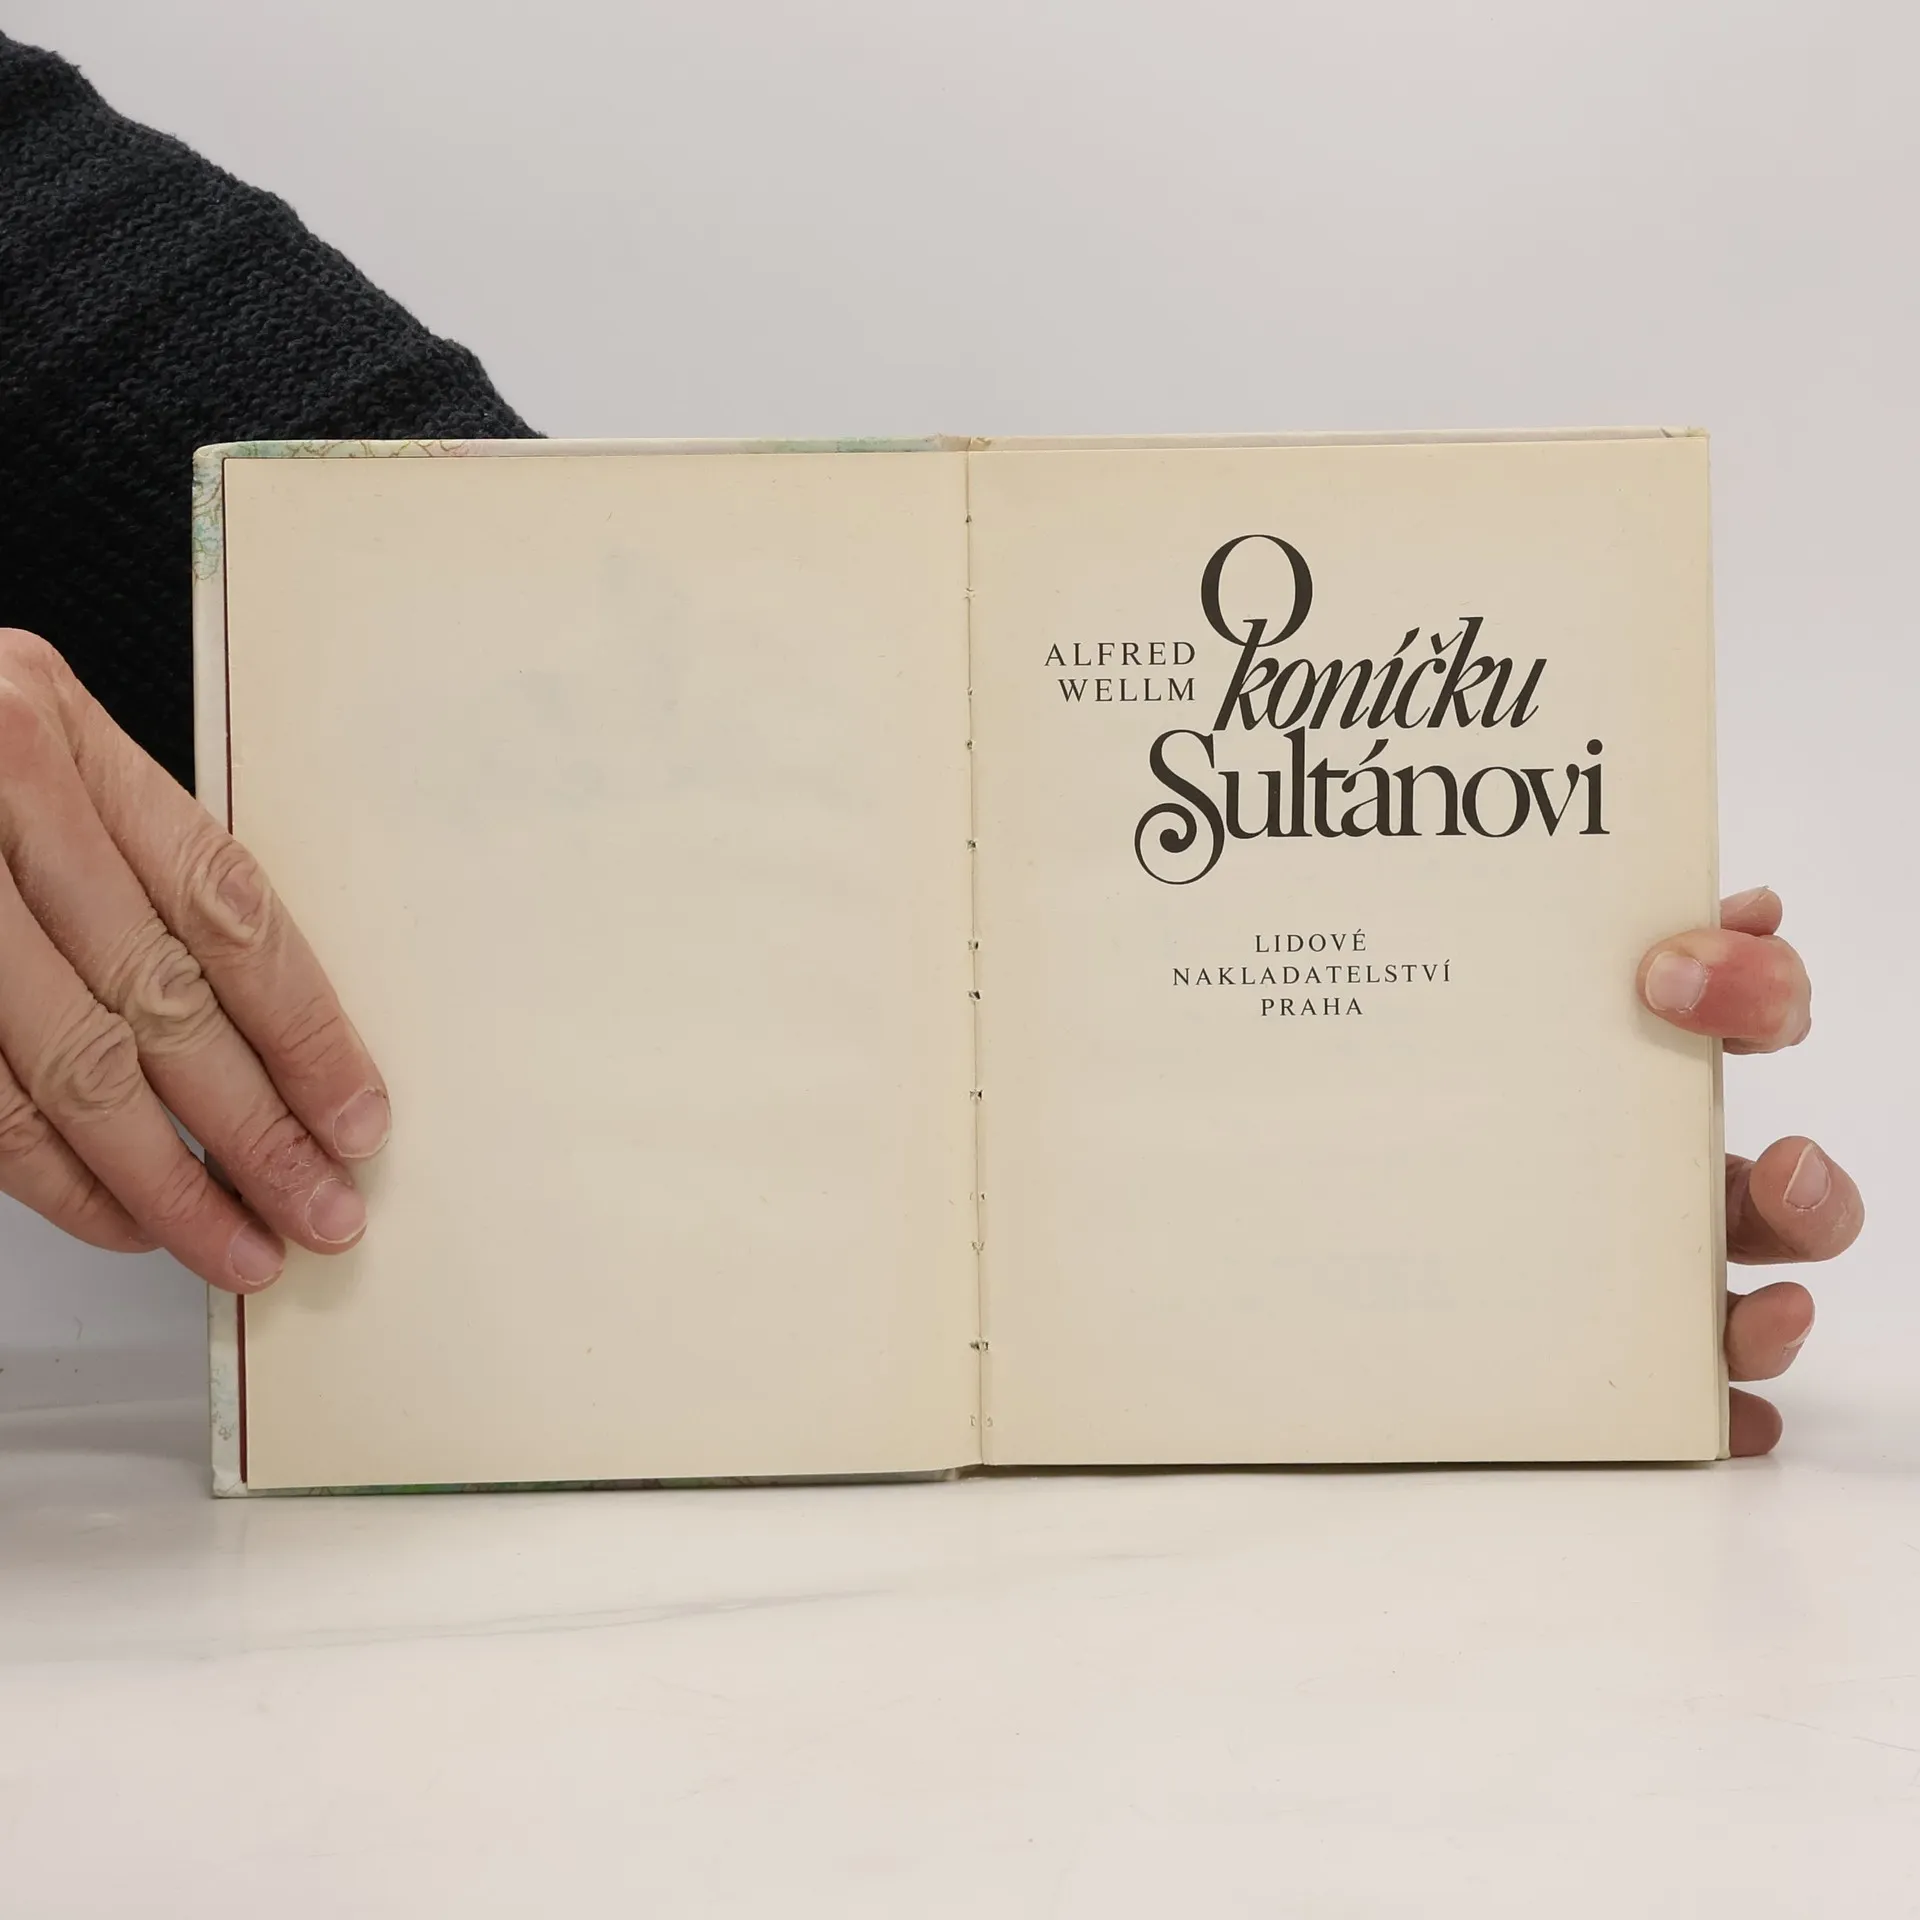 O
ALFRED
WELLM
koníčku
Sultánovi
LIDOVÉ
NAKLADATELSTVÍ
PRAHA